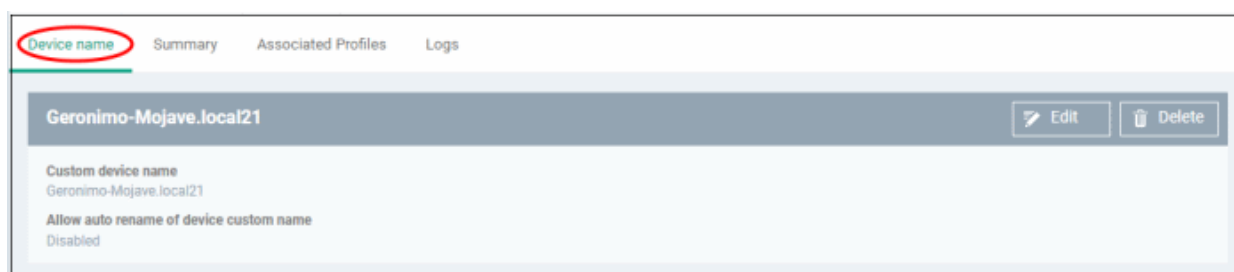 Device name Summary Associated Profiles Logs
Geronimo-Mojave.local21 Edit Delete
Custom device name
Geronimo-Mojave.local21
Allow auto rename of device custom name
Disabled